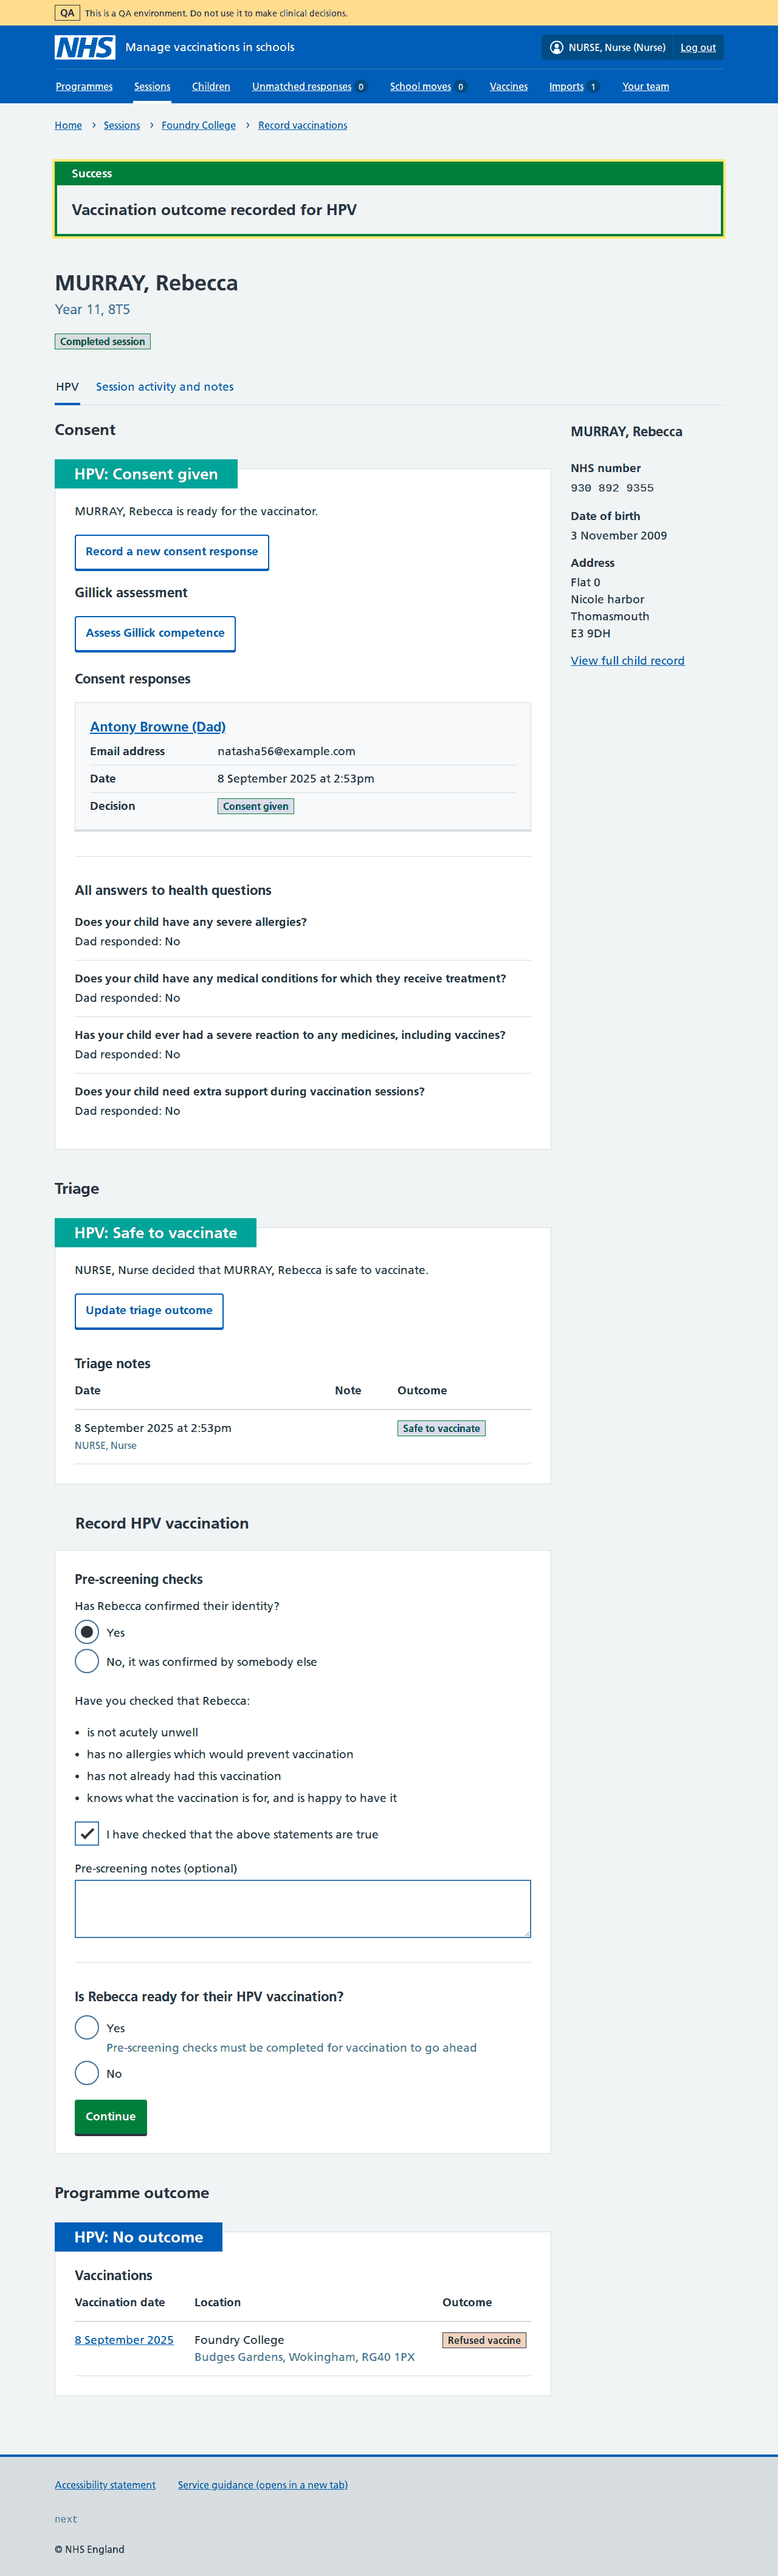 QA This is a QA environment. Do not use it to make clinical decisions.
NHS Manage vaccinations in schools NURSE, Nurse (Nurse) Log out
Programmes Sessions Children Unmatched responses 0 School moves 0 Vaccines Imports 1 Your team
Home > Sessions > Foundry College > Record vaccinations
Success
Vaccination outcome recorded for HPV
MURRAY, Rebecca
Year 11, 8T5
Completed session
HPV Session activity and notes
Consent
HPV: Consent given
MURRAY, Rebecca is ready for the vaccinator.
Record a new consent response
Gillick assessment
Assess Gillick competence
Consent responses
Antony Browne (Dad)
Email address natasha56@example.com
Date 8 September 2025 at 2:53pm
Decision Consent given
All answers to health questions
Does your child have any severe allergies?
Dad responded: No
Does your child have any medical conditions for which they receive treatment?
Dad responded: No
Has your child ever had a severe reaction to any medicines, including vaccines?
Dad responded: No
Does your child need extra support during vaccination sessions?
Dad responded: No
MURRAY, Rebecca
NHS number
930 892 9355
Date of birth
3 November 2009
Address
Flat 0
Nicole harbor
Thomasmouth
E3 9DH
View full child record
Triage
HPV: Safe to vaccinate
NURSE, Nurse decided that MURRAY, Rebecca is safe to vaccinate.
Update triage outcome
Triage notes
Date Note Outcome
8 September 2025 at 2:53pm Safe to vaccinate
NURSE, Nurse
Record HPV vaccination
Pre-screening checks
Has Rebecca confirmed their identity?
Yes
No, it was confirmed by somebody else
Have you checked that Rebecca:
• is not acutely unwell
• has no allergies which would prevent vaccination
• has not already had this vaccination
• knows what the vaccination is for, and is happy to have it
I have checked that the above statements are true
Pre-screening notes (optional)
Is Rebecca ready for their HPV vaccination?
Yes
Pre-screening checks must be completed for vaccination to go ahead
No
Continue
Programme outcome
HPV: No outcome
Vaccinations
Vaccination date Location Outcome
8 September 2025 Foundry College Refused vaccine
Budges Gardens, Wokingham, RG40 1PX
Accessibility statement Service guidance (opens in a new tab)
next
© NHS England